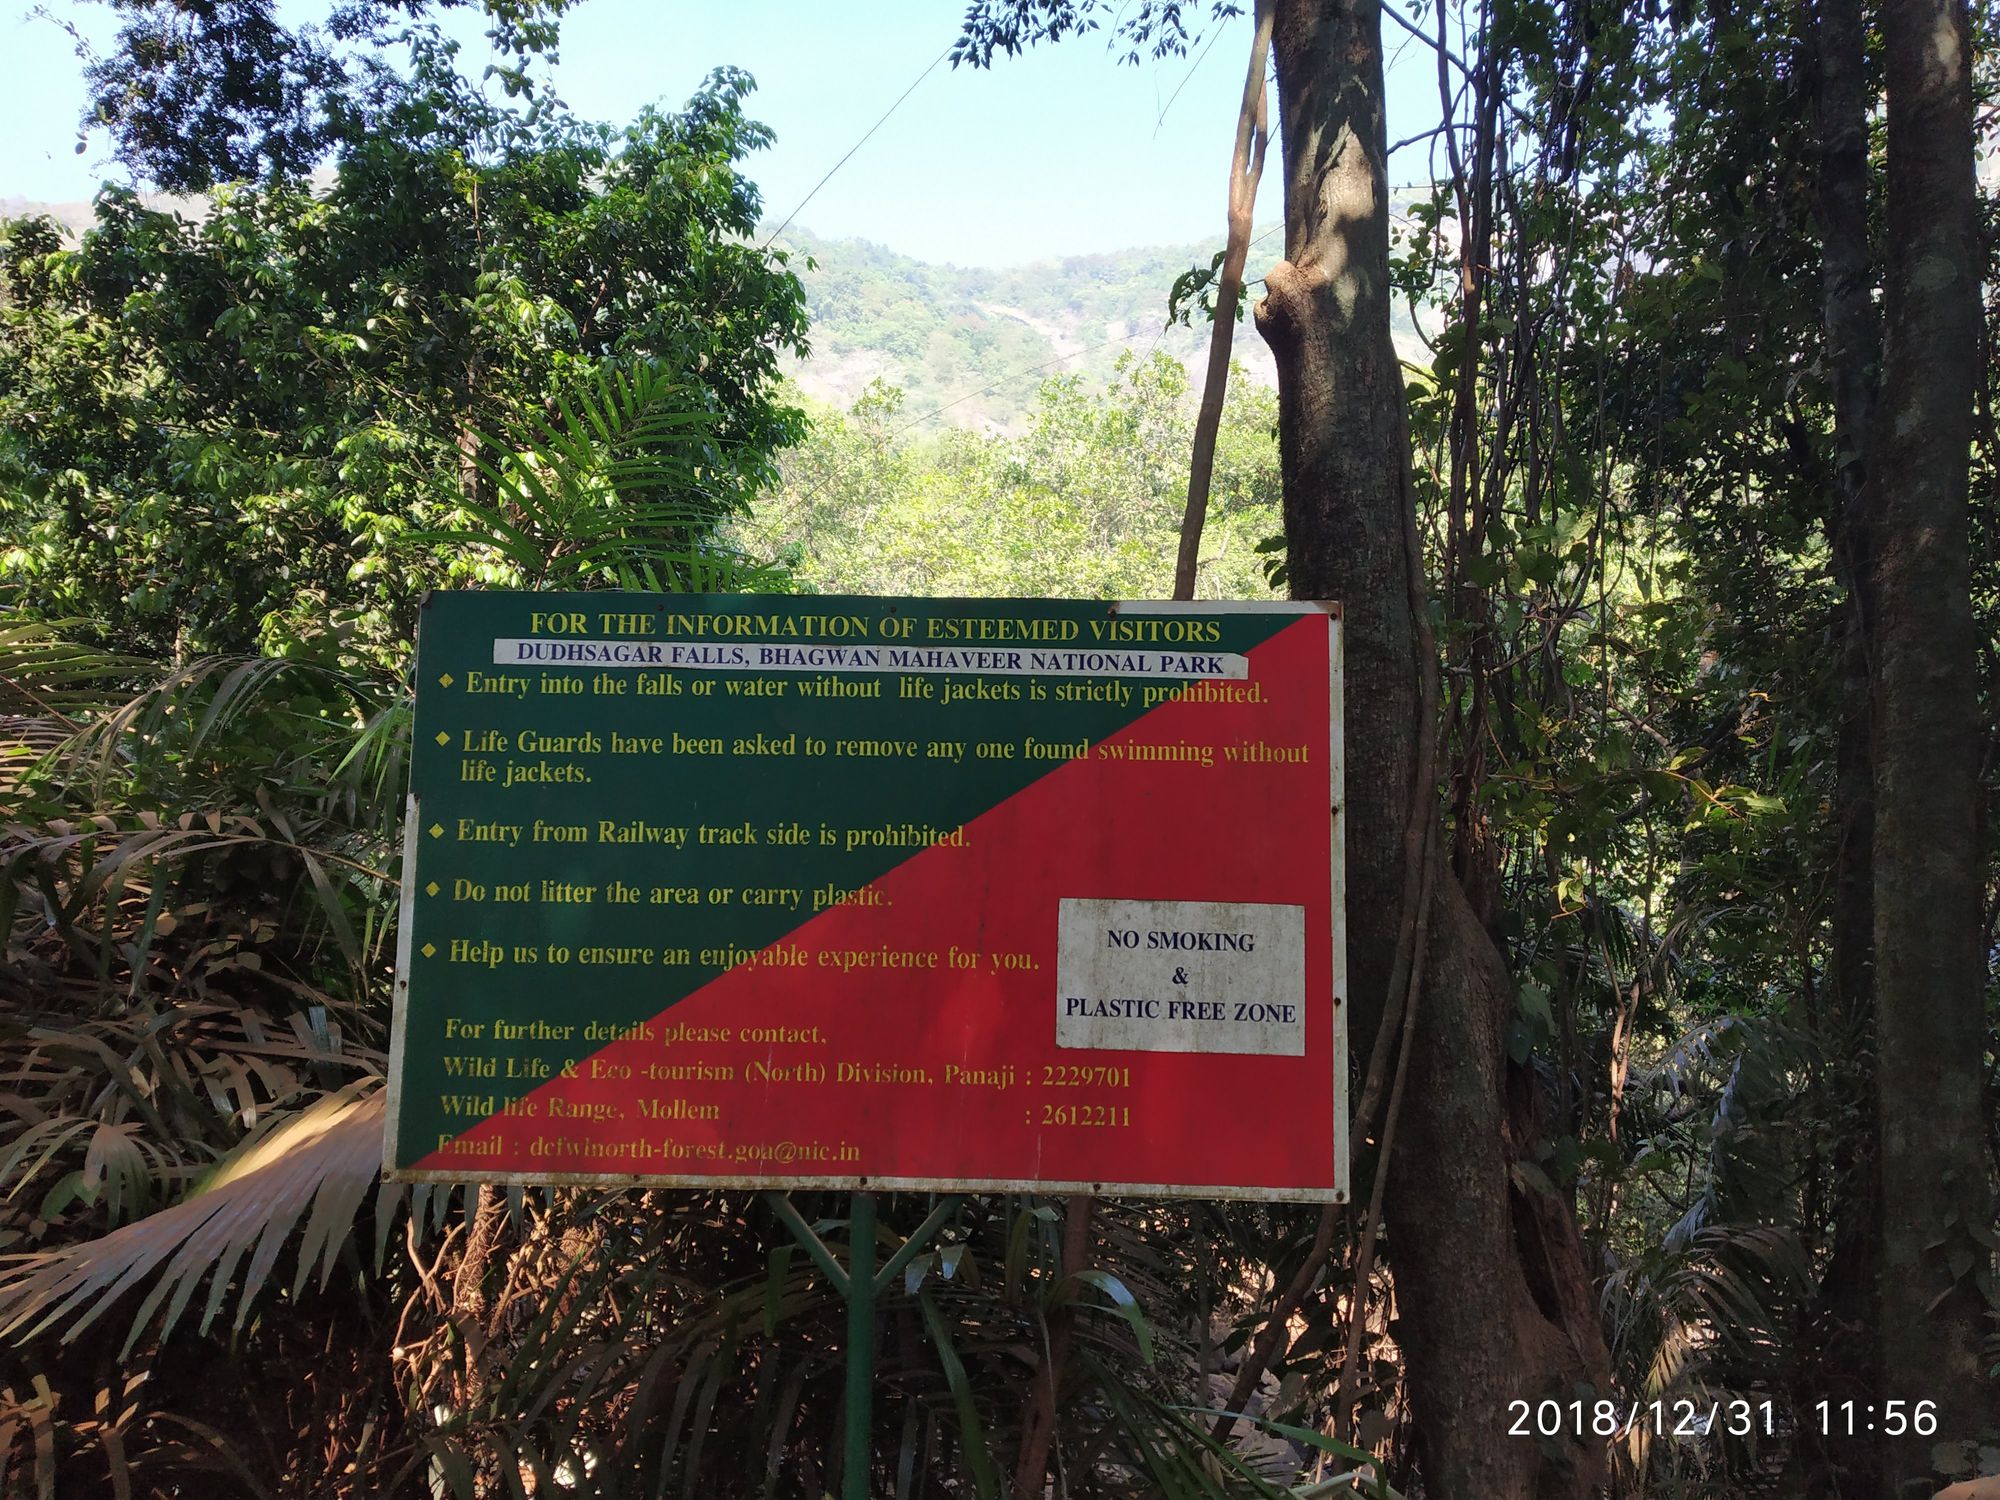 FOR THE INFORMATION OF ESTEEMED VISITORS
DUDHSAGAR FALLS, BHAGWAN MAHAVEER NATIONAL PARK
Entry into the falls or water without life jackets is strictly prohibited.
Life Guards have been asked to remove any one found swimming without
life jackets.
Entry from Railway track side is prohibited.
Do not litter the area or carry plastic.
Help us to ensure an enjoyable experience for you.
NO SMOKING
&
PLASTIC FREE ZONE
For further details please contact,
Wild Life & Eco -tourism (North) Division, Panaji : 2229701
Wild life Range, Mollem : 2612211
Email : dcfwlnorth-forest.goa@nic.in
2018/12/31 11:56